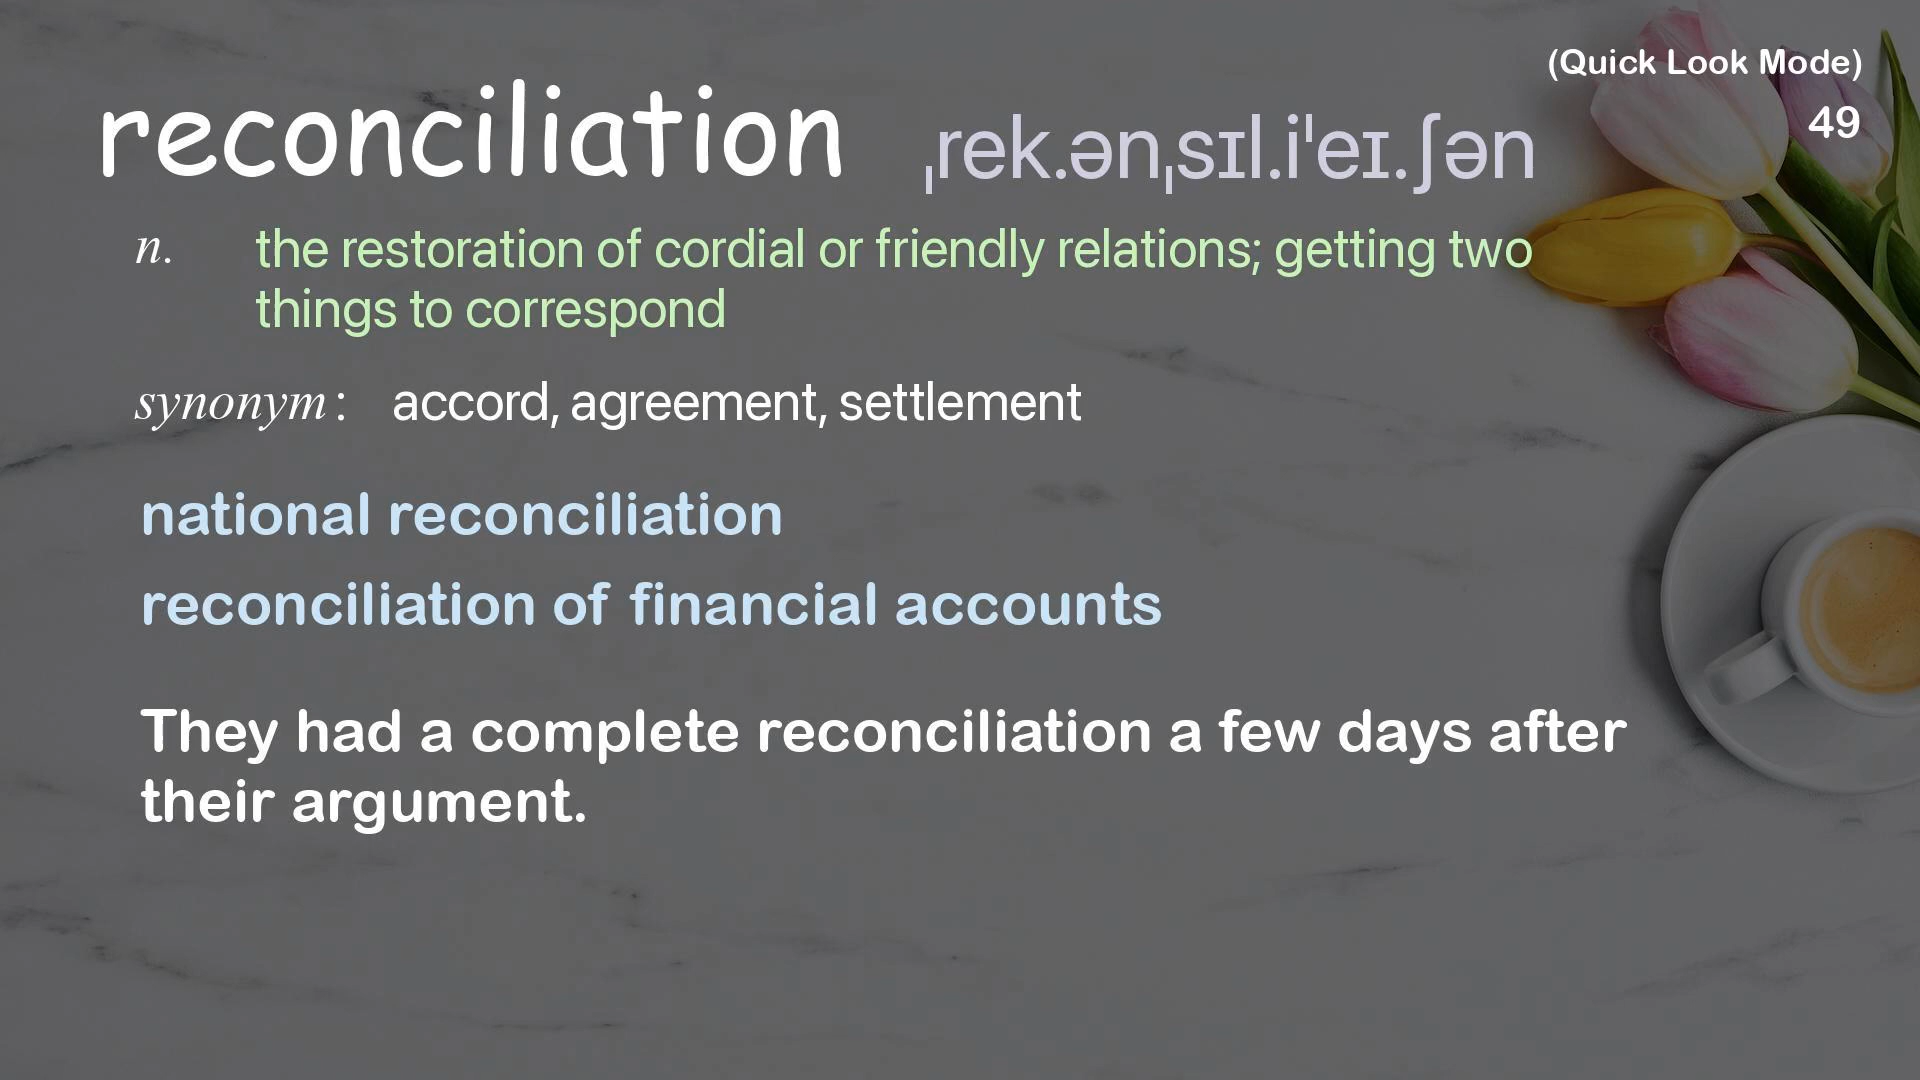 (Quick Look Mode)
reconciliation ˌrek.ənˌsɪl.iˈeɪ.ʃən
49
n. the restoration of cordial or friendly relations; getting two
things to correspond
synonym : accord, agreement, settlement
national reconciliation
reconciliation of financial accounts
They had a complete reconciliation a few days after
their argument.